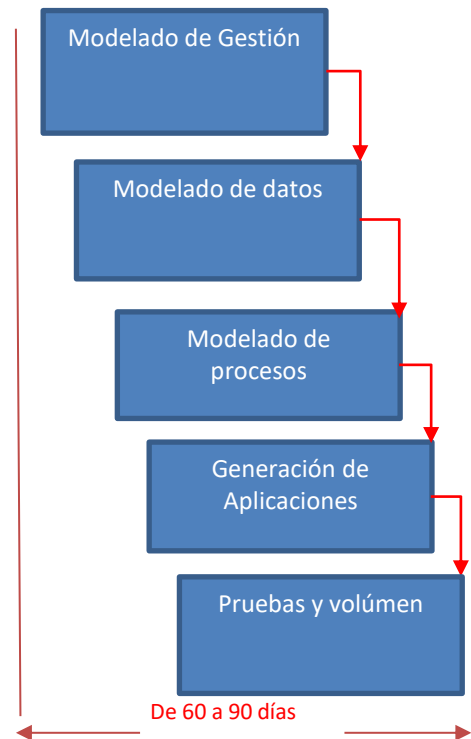 Modelado de Gestión
Modelado de datos
Modelado de
procesos
Generación de
Aplicaciones
Pruebas y volúmen
De 60 a 90 días